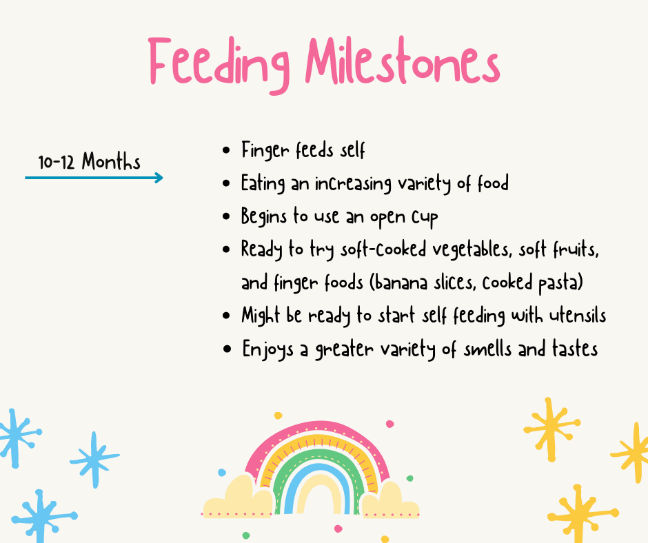 Feeding Milestones
10-12 Months
• Finger feeds self
• Eating an increasing variety of food
• Begins to use an open cup
• Ready to try soft-cooked vegetables, soft fruits,
and finger foods (banana slices, cooked pasta)
• Might be ready to start self feeding with utensils
• Enjoys a greater variety of smells and tastes